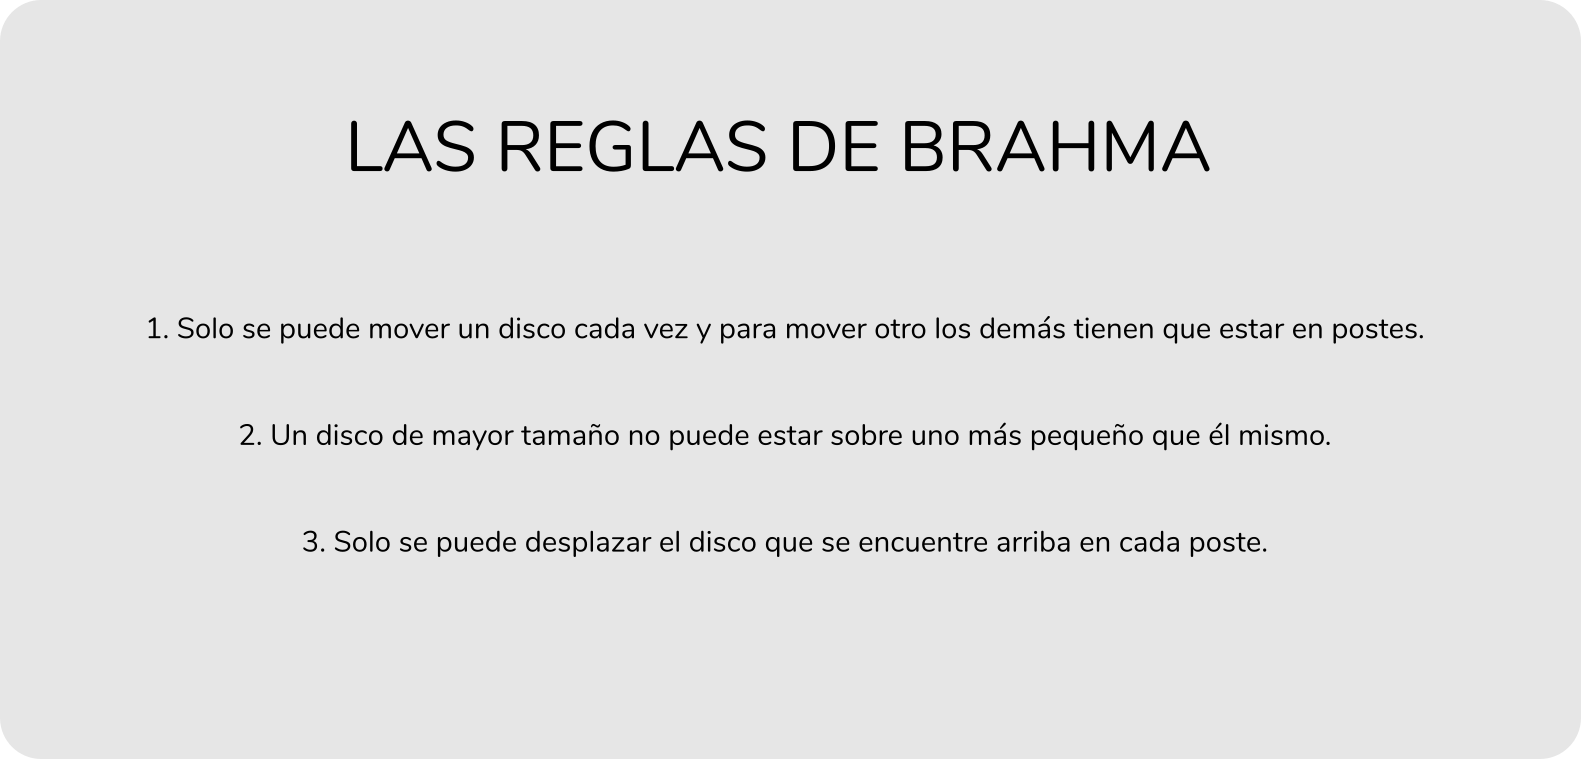 LAS REGLAS DE BRAHMA
1. Solo se puede mover un disco cada vez y para mover otro los demás tienen que estar en postes.
2. Un disco de mayor tamaño no puede estar sobre uno más pequeño que él mismo.
3. Solo se puede desplazar el disco que se encuentre arriba en cada poste.